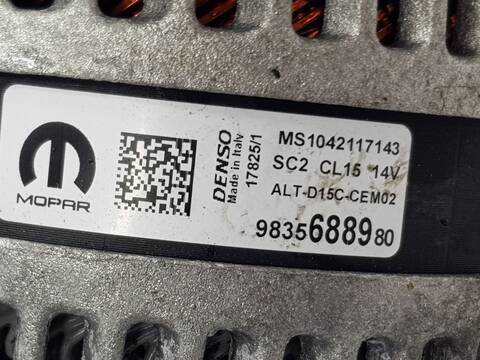 MOPAR
DENSO
Made in Italy
17825/1
MS1042117143
SC2 CL15 14V
ALT-D15C-CEM02
9835688980